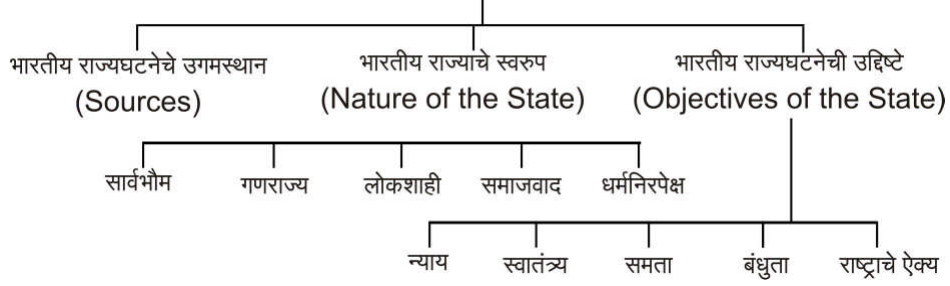 भारतीय राज्यघटनेचे उगमस्थान
(Sources)
भारतीय राज्याचे स्वरुप
(Nature of the State)
भारतीय राज्यघटनेची उद्दिष्टे
(Objectives of the State)
सार्वभौम
गणराज्य
लोकशाही
समाजवाद
धर्मनिरपेक्ष
न्याय
स्वातंत्र्य
समता
बंधुता
राष्ट्राचे ऐक्य